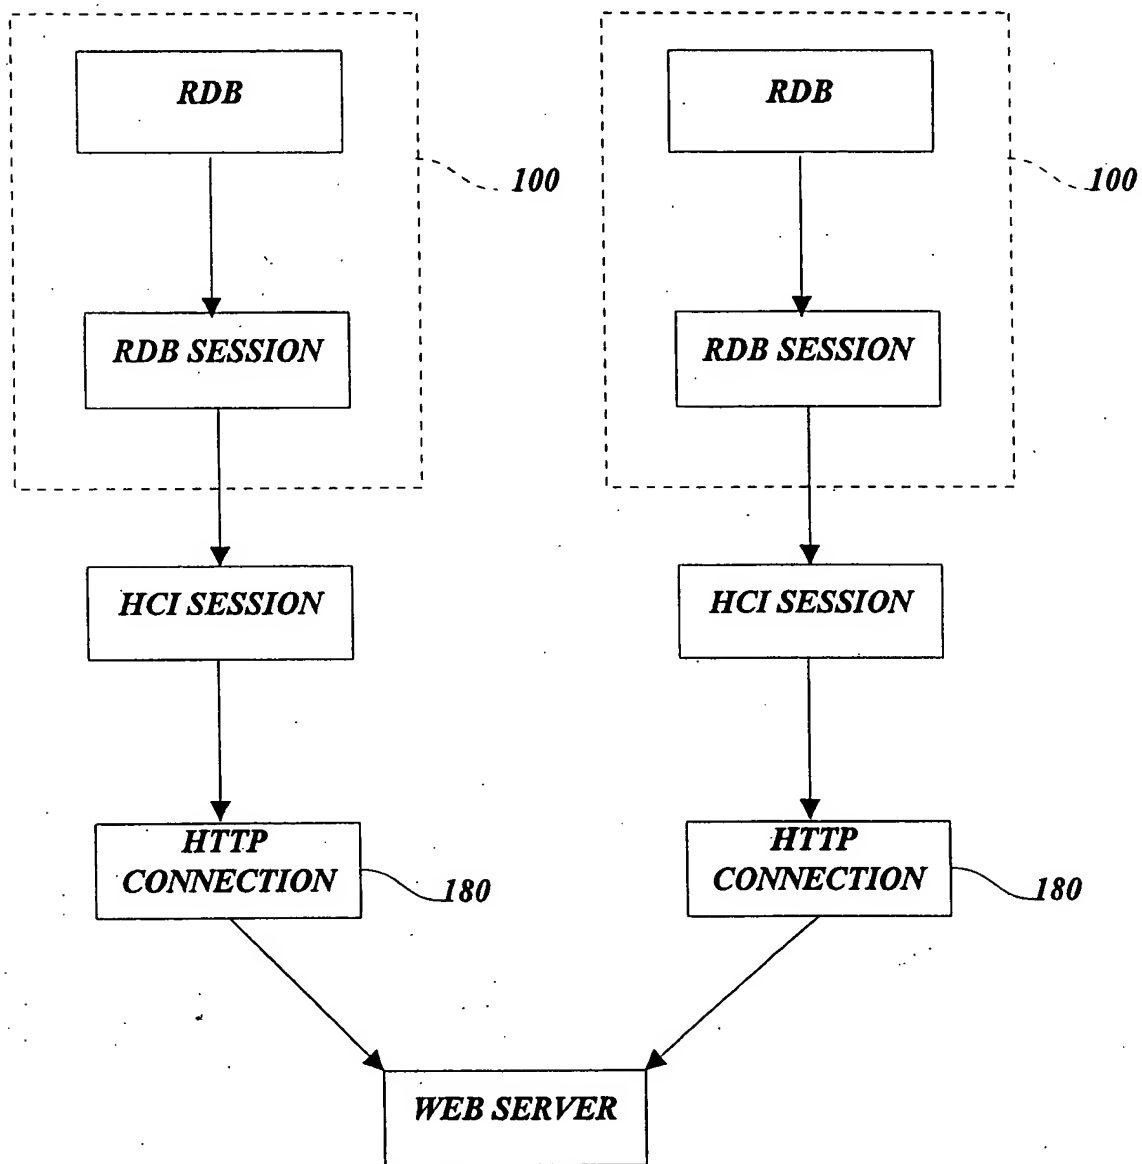 RDB
RDB
100
100
RDB SESSION
RDB SESSION
HCI SESSION
HCI SESSION
HTTP
CONNECTION
HTTP
CONNECTION
180
180
WEB SERVER